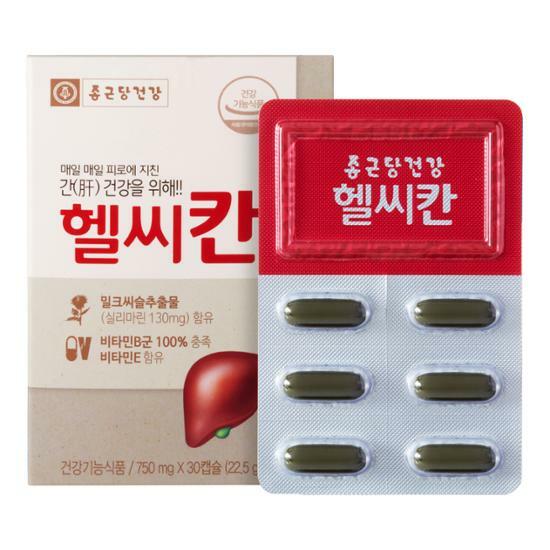 종근당건강
건강
기능식품
매일 매일 피로에 지친
간(肝) 건강을 위해!!
헬씨칸
밀크씨슬추출물
(실리마린 130mg) 함유
비타민B군 100% 충족
비타민E 함유
건강기능식품 / 750 mg X 30캡슐 (22.5 g
종근당건강
헬씨칸